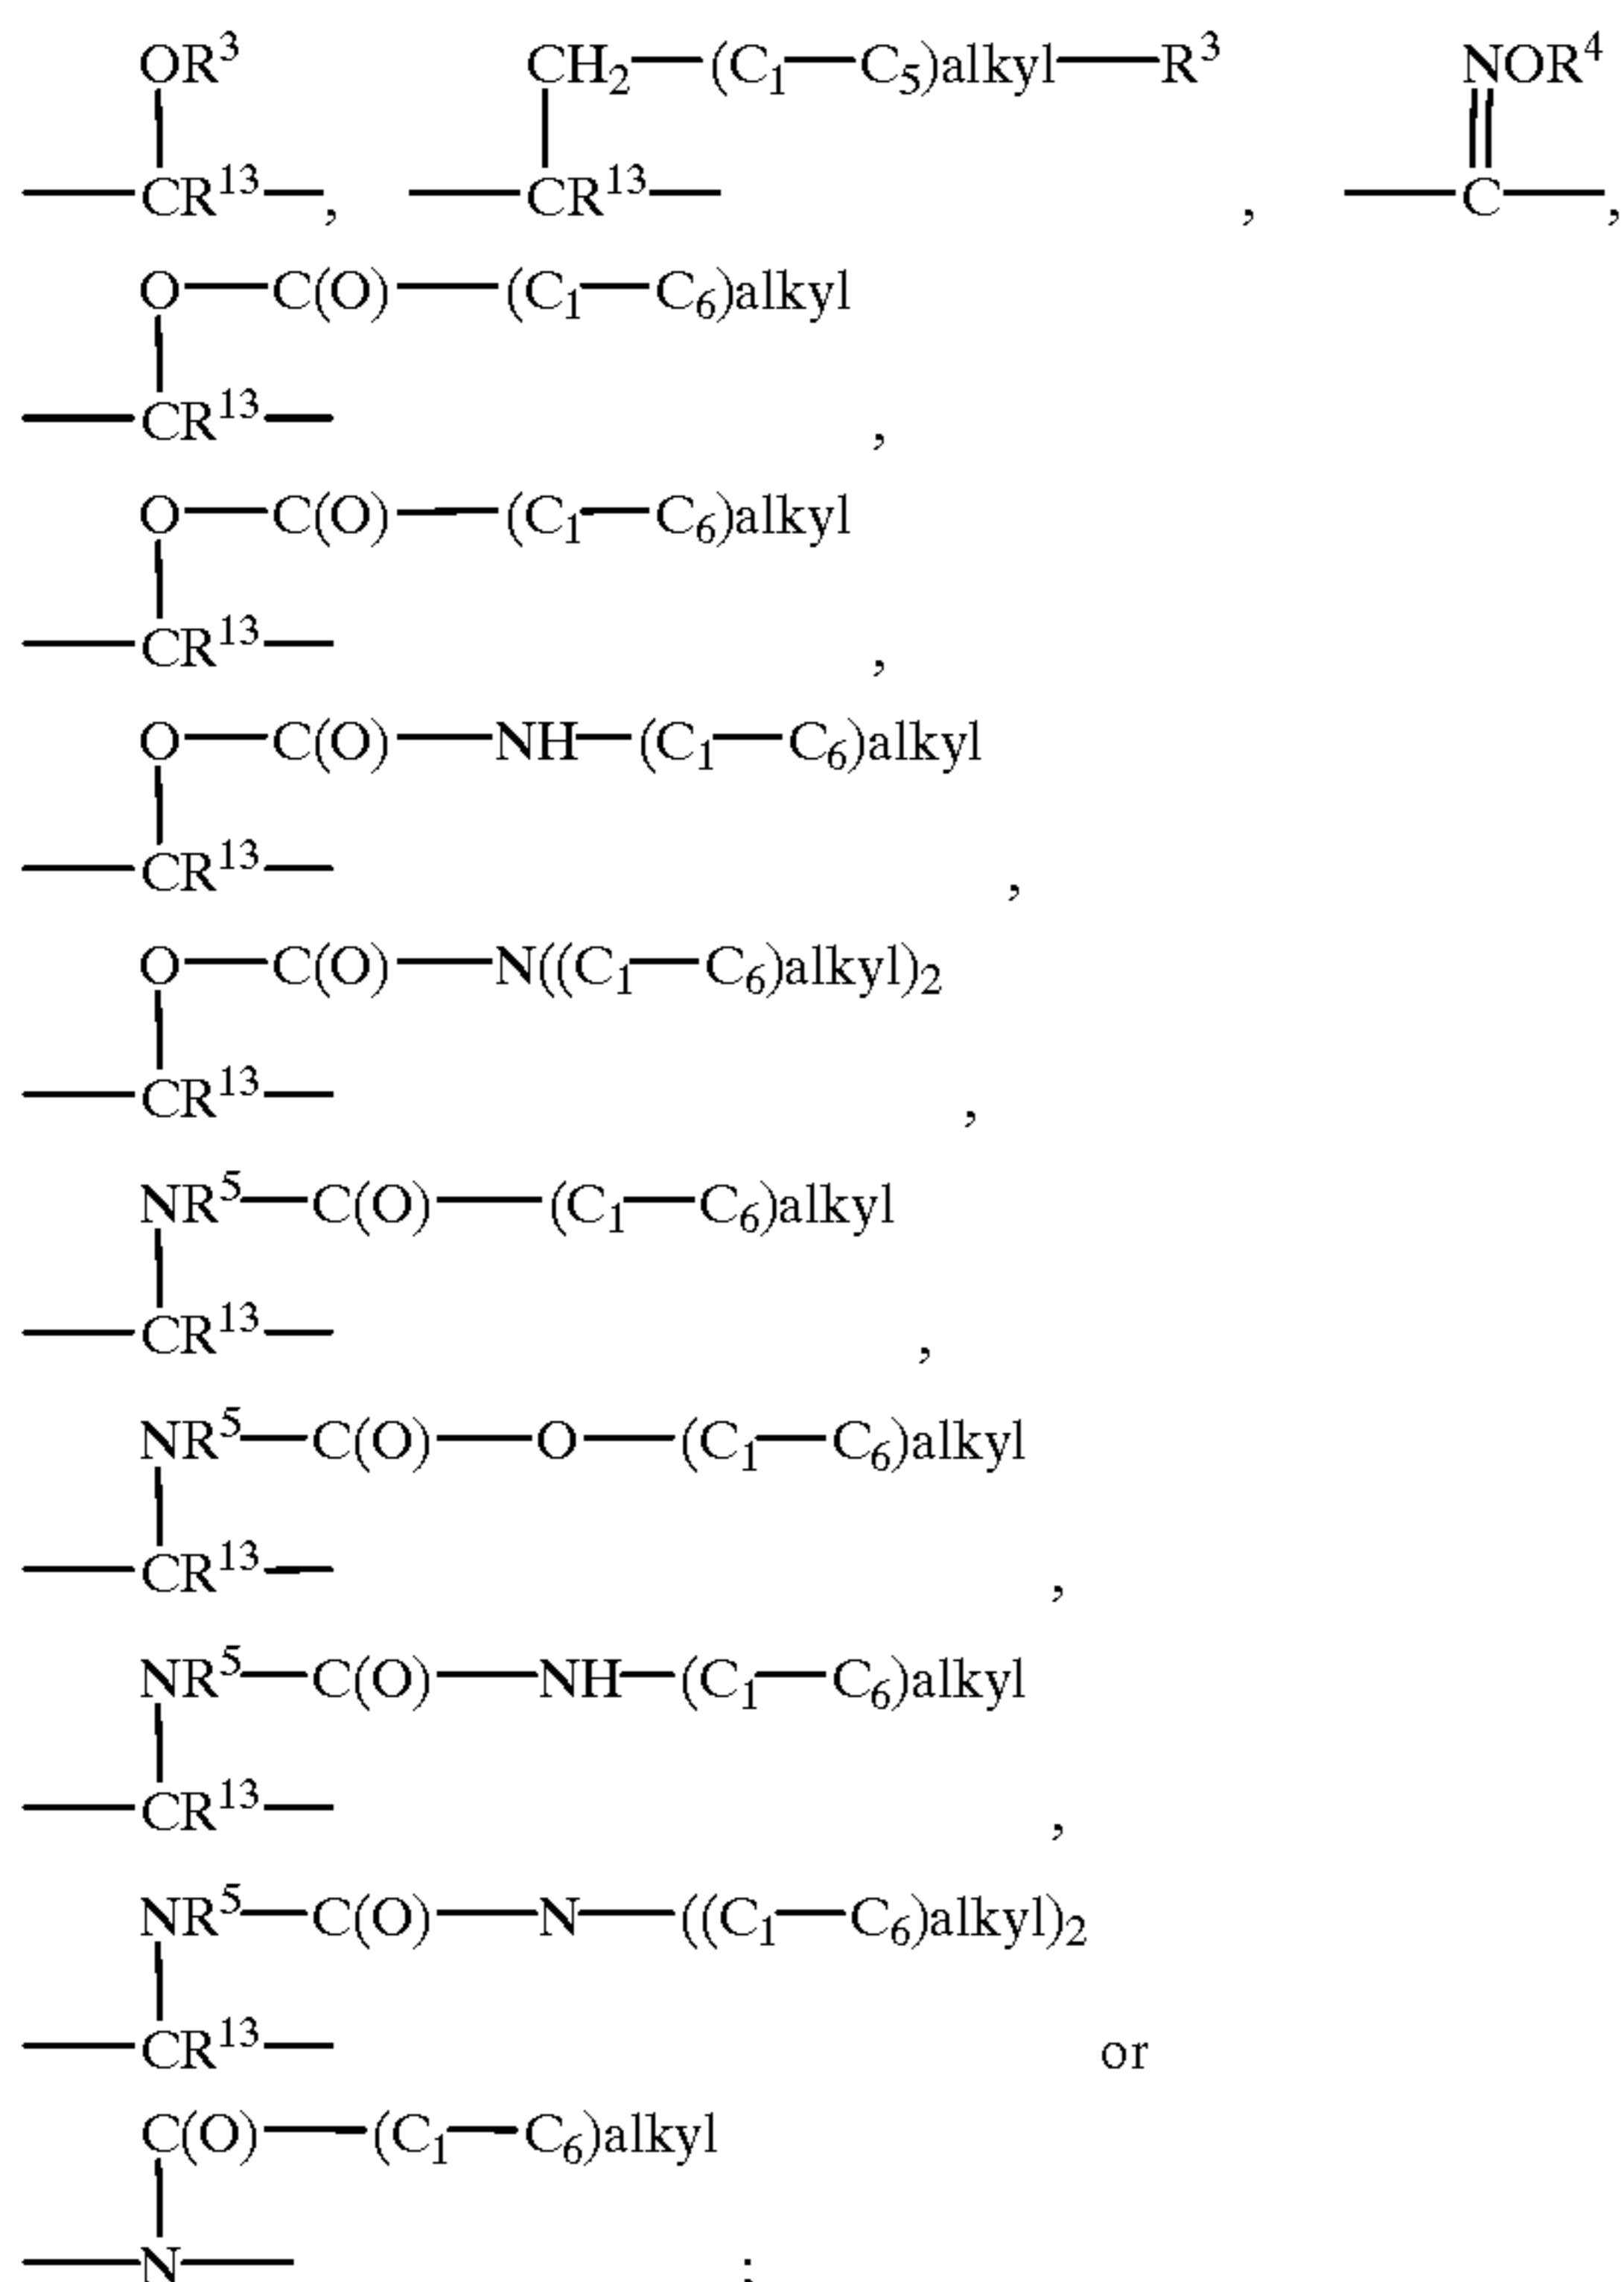 OR³ CH₂—(C₁—C₅)alkyl—R³ NOR⁴
—CR¹³—, —CR¹³— , —C—,
O—C(O)—(C₁—C₆)alkyl
—CR¹³— ,
O—C(O)—(C₁—C₆)alkyl
—CR¹³— ,
O—C(O)—NH—(C₁—C₆)alkyl
—CR¹³— ,
O—C(O)—N((C₁—C₆)alkyl)₂
—CR¹³— ,
NR⁵—C(O)—(C₁—C₆)alkyl
—CR¹³— ,
NR⁵—C(O)—O—(C₁—C₆)alkyl
—CR¹³— ,
NR⁵—C(O)—NH—(C₁—C₆)alkyl
—CR¹³— ,
NR⁵—C(O)—N—((C₁—C₆)alkyl)₂
—CR¹³— or
C(O)—(C₁—C₆)alkyl
—N— ;